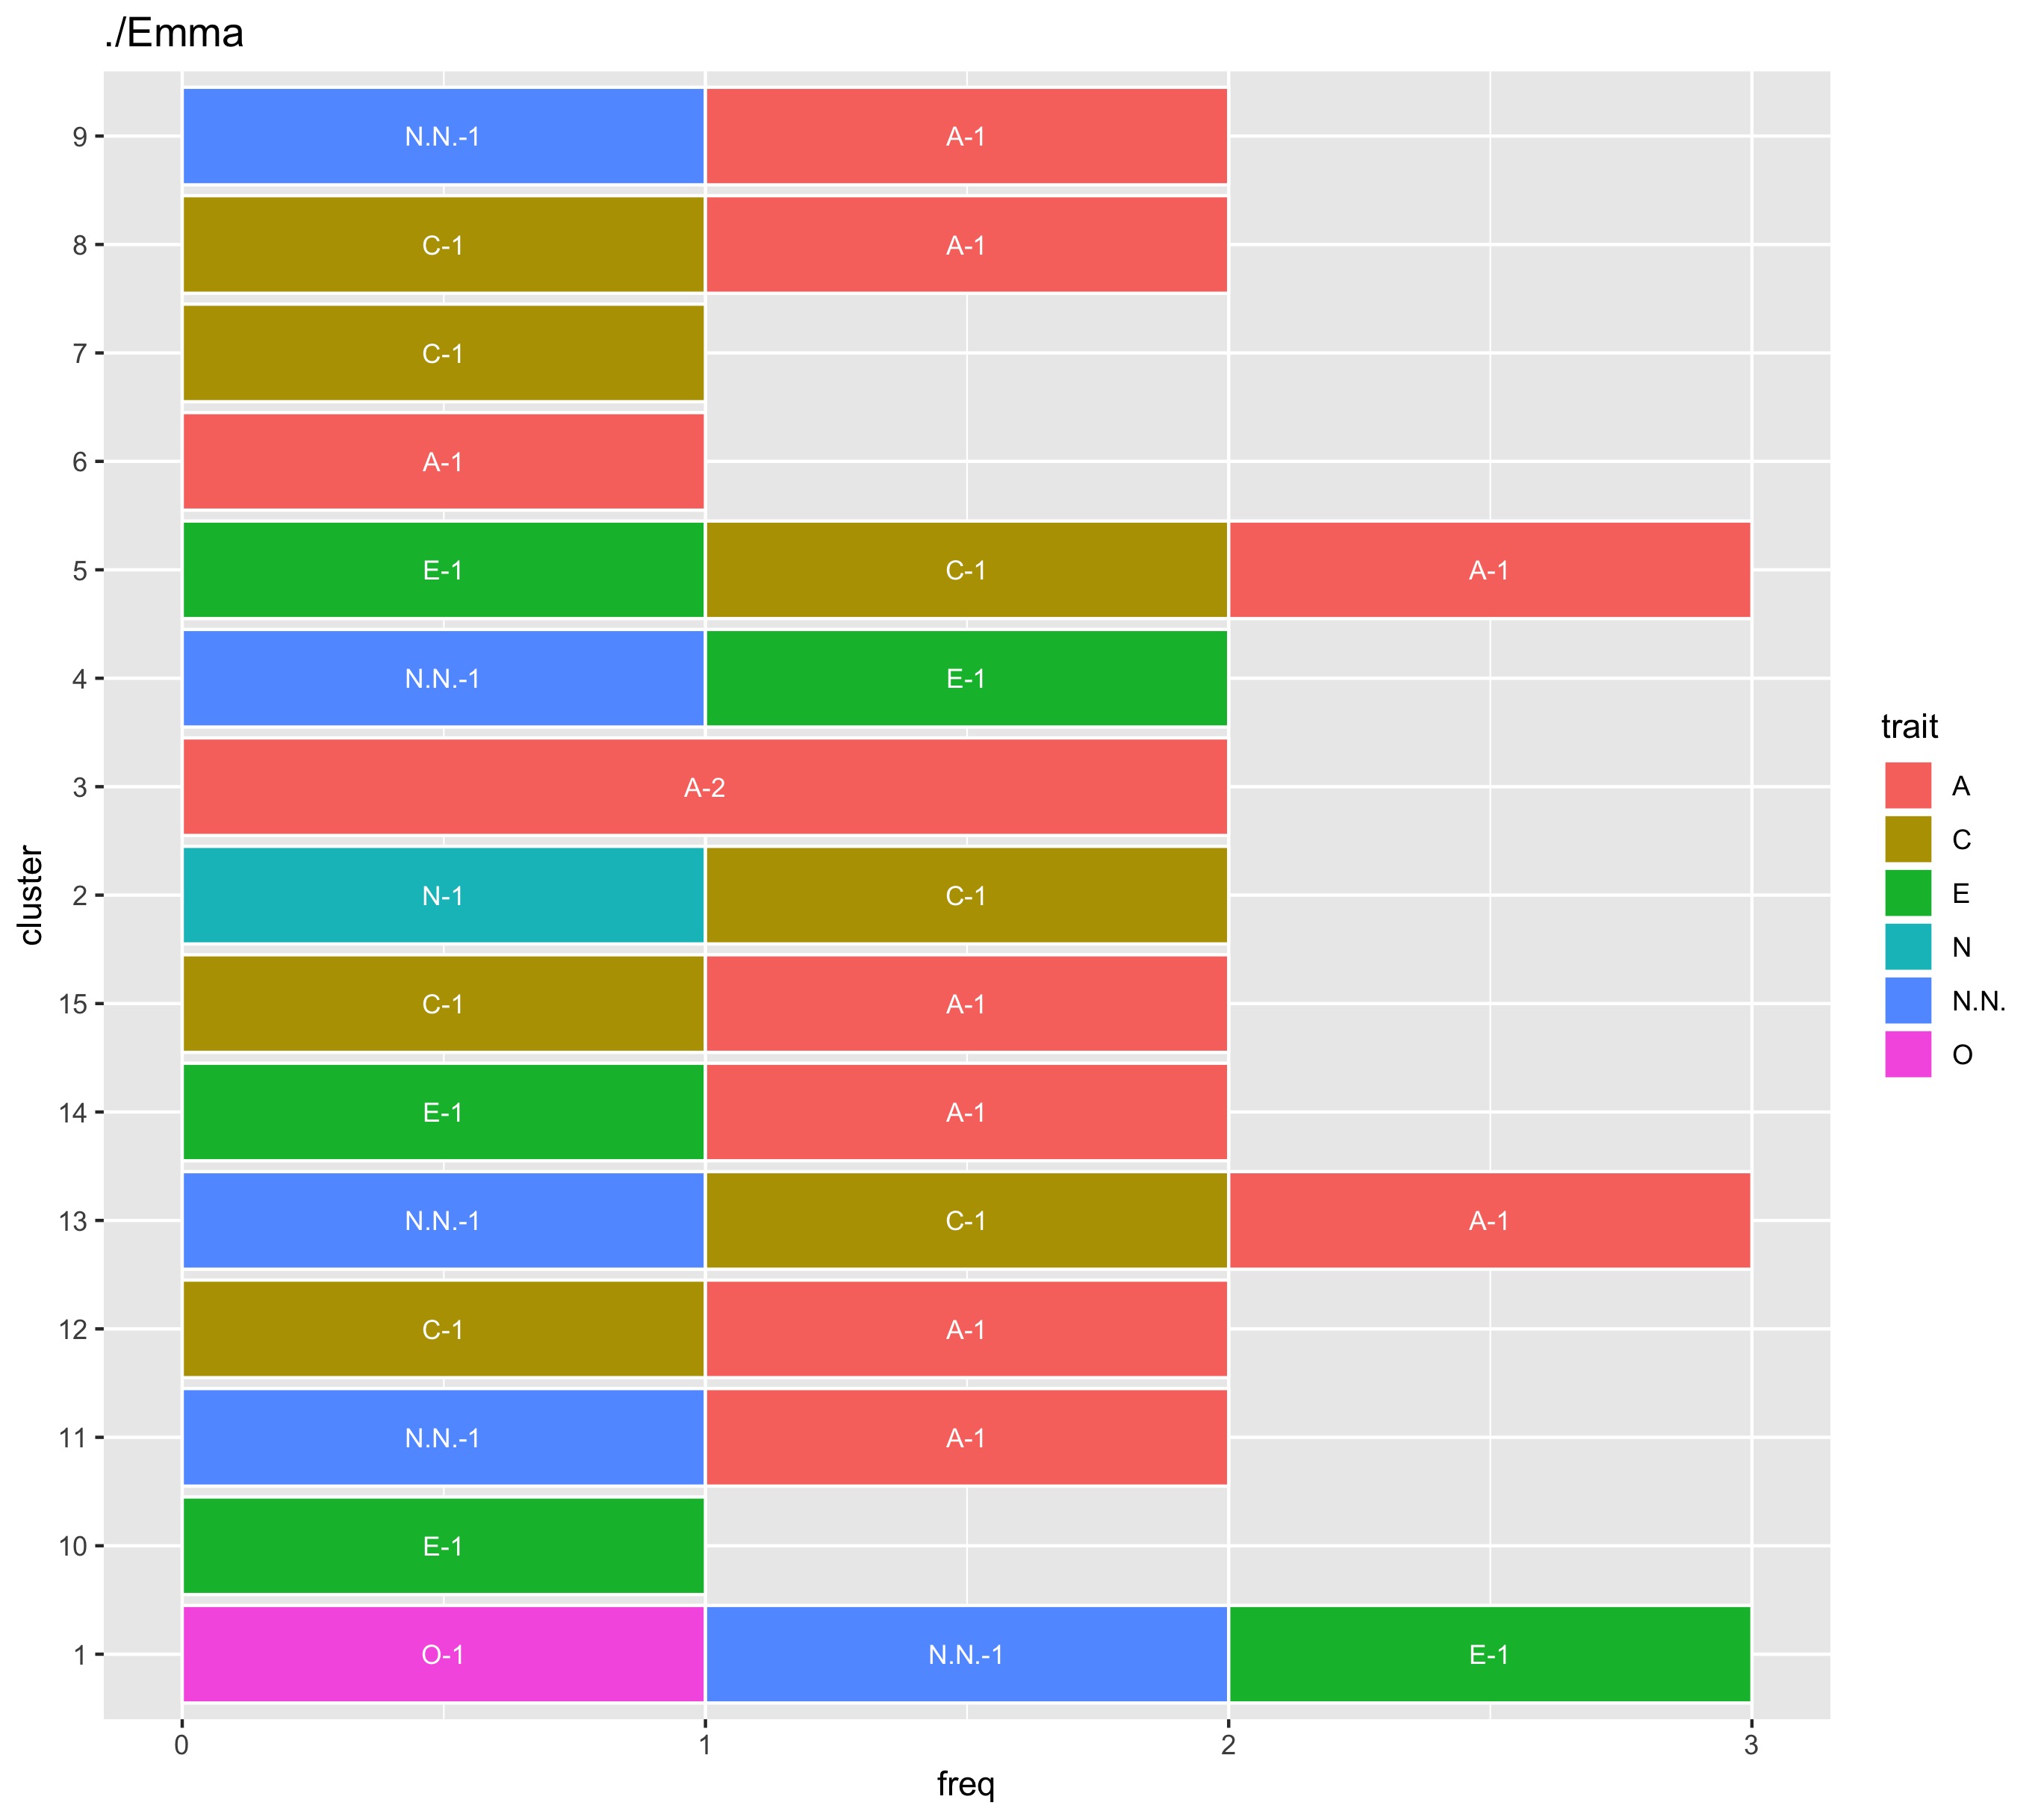 ./Emma
9 N.N.-1 A-1
8 C-1 A-1
7 C-1
6 A-1
5 E-1 C-1 A-1
4 N.N.-1 E-1
3 A-2
2 N-1 C-1
15 C-1 A-1
14 E-1 A-1
13 N.N.-1 C-1 A-1
12 C-1 A-1
11 N.N.-1 A-1
10 E-1
1 O-1 N.N.-1 E-1
0 1 2 3
freq
cluster
trait
A
C
E
N
N.N.
O